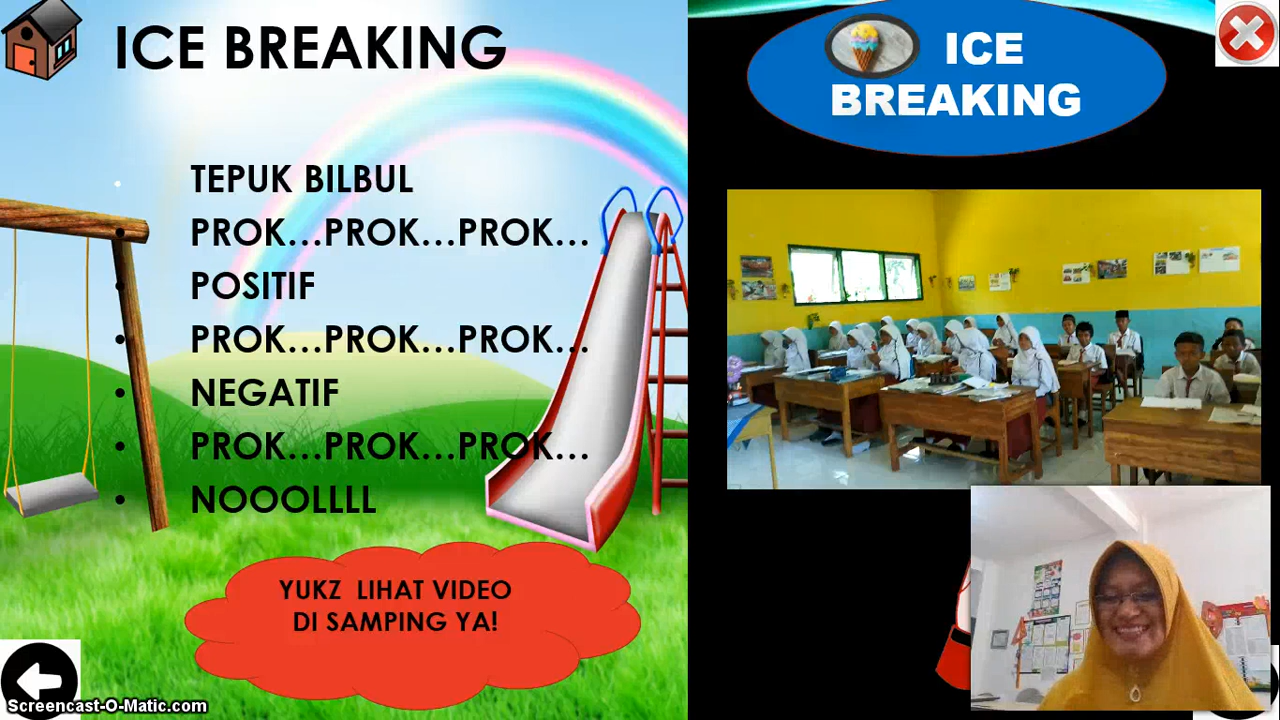 ICE BREAKING
TEPUK BILBUL
PROK...PROK...PROK...
POSITIF
PROK...PROK...PROK...
NEGATIF
PROK...PROK...PROK...
NOOOLLLL
YUKZ LIHAT VIDEO
DI SAMPING YA!
Screencast-O-Matic.com
ICE
BREAKING